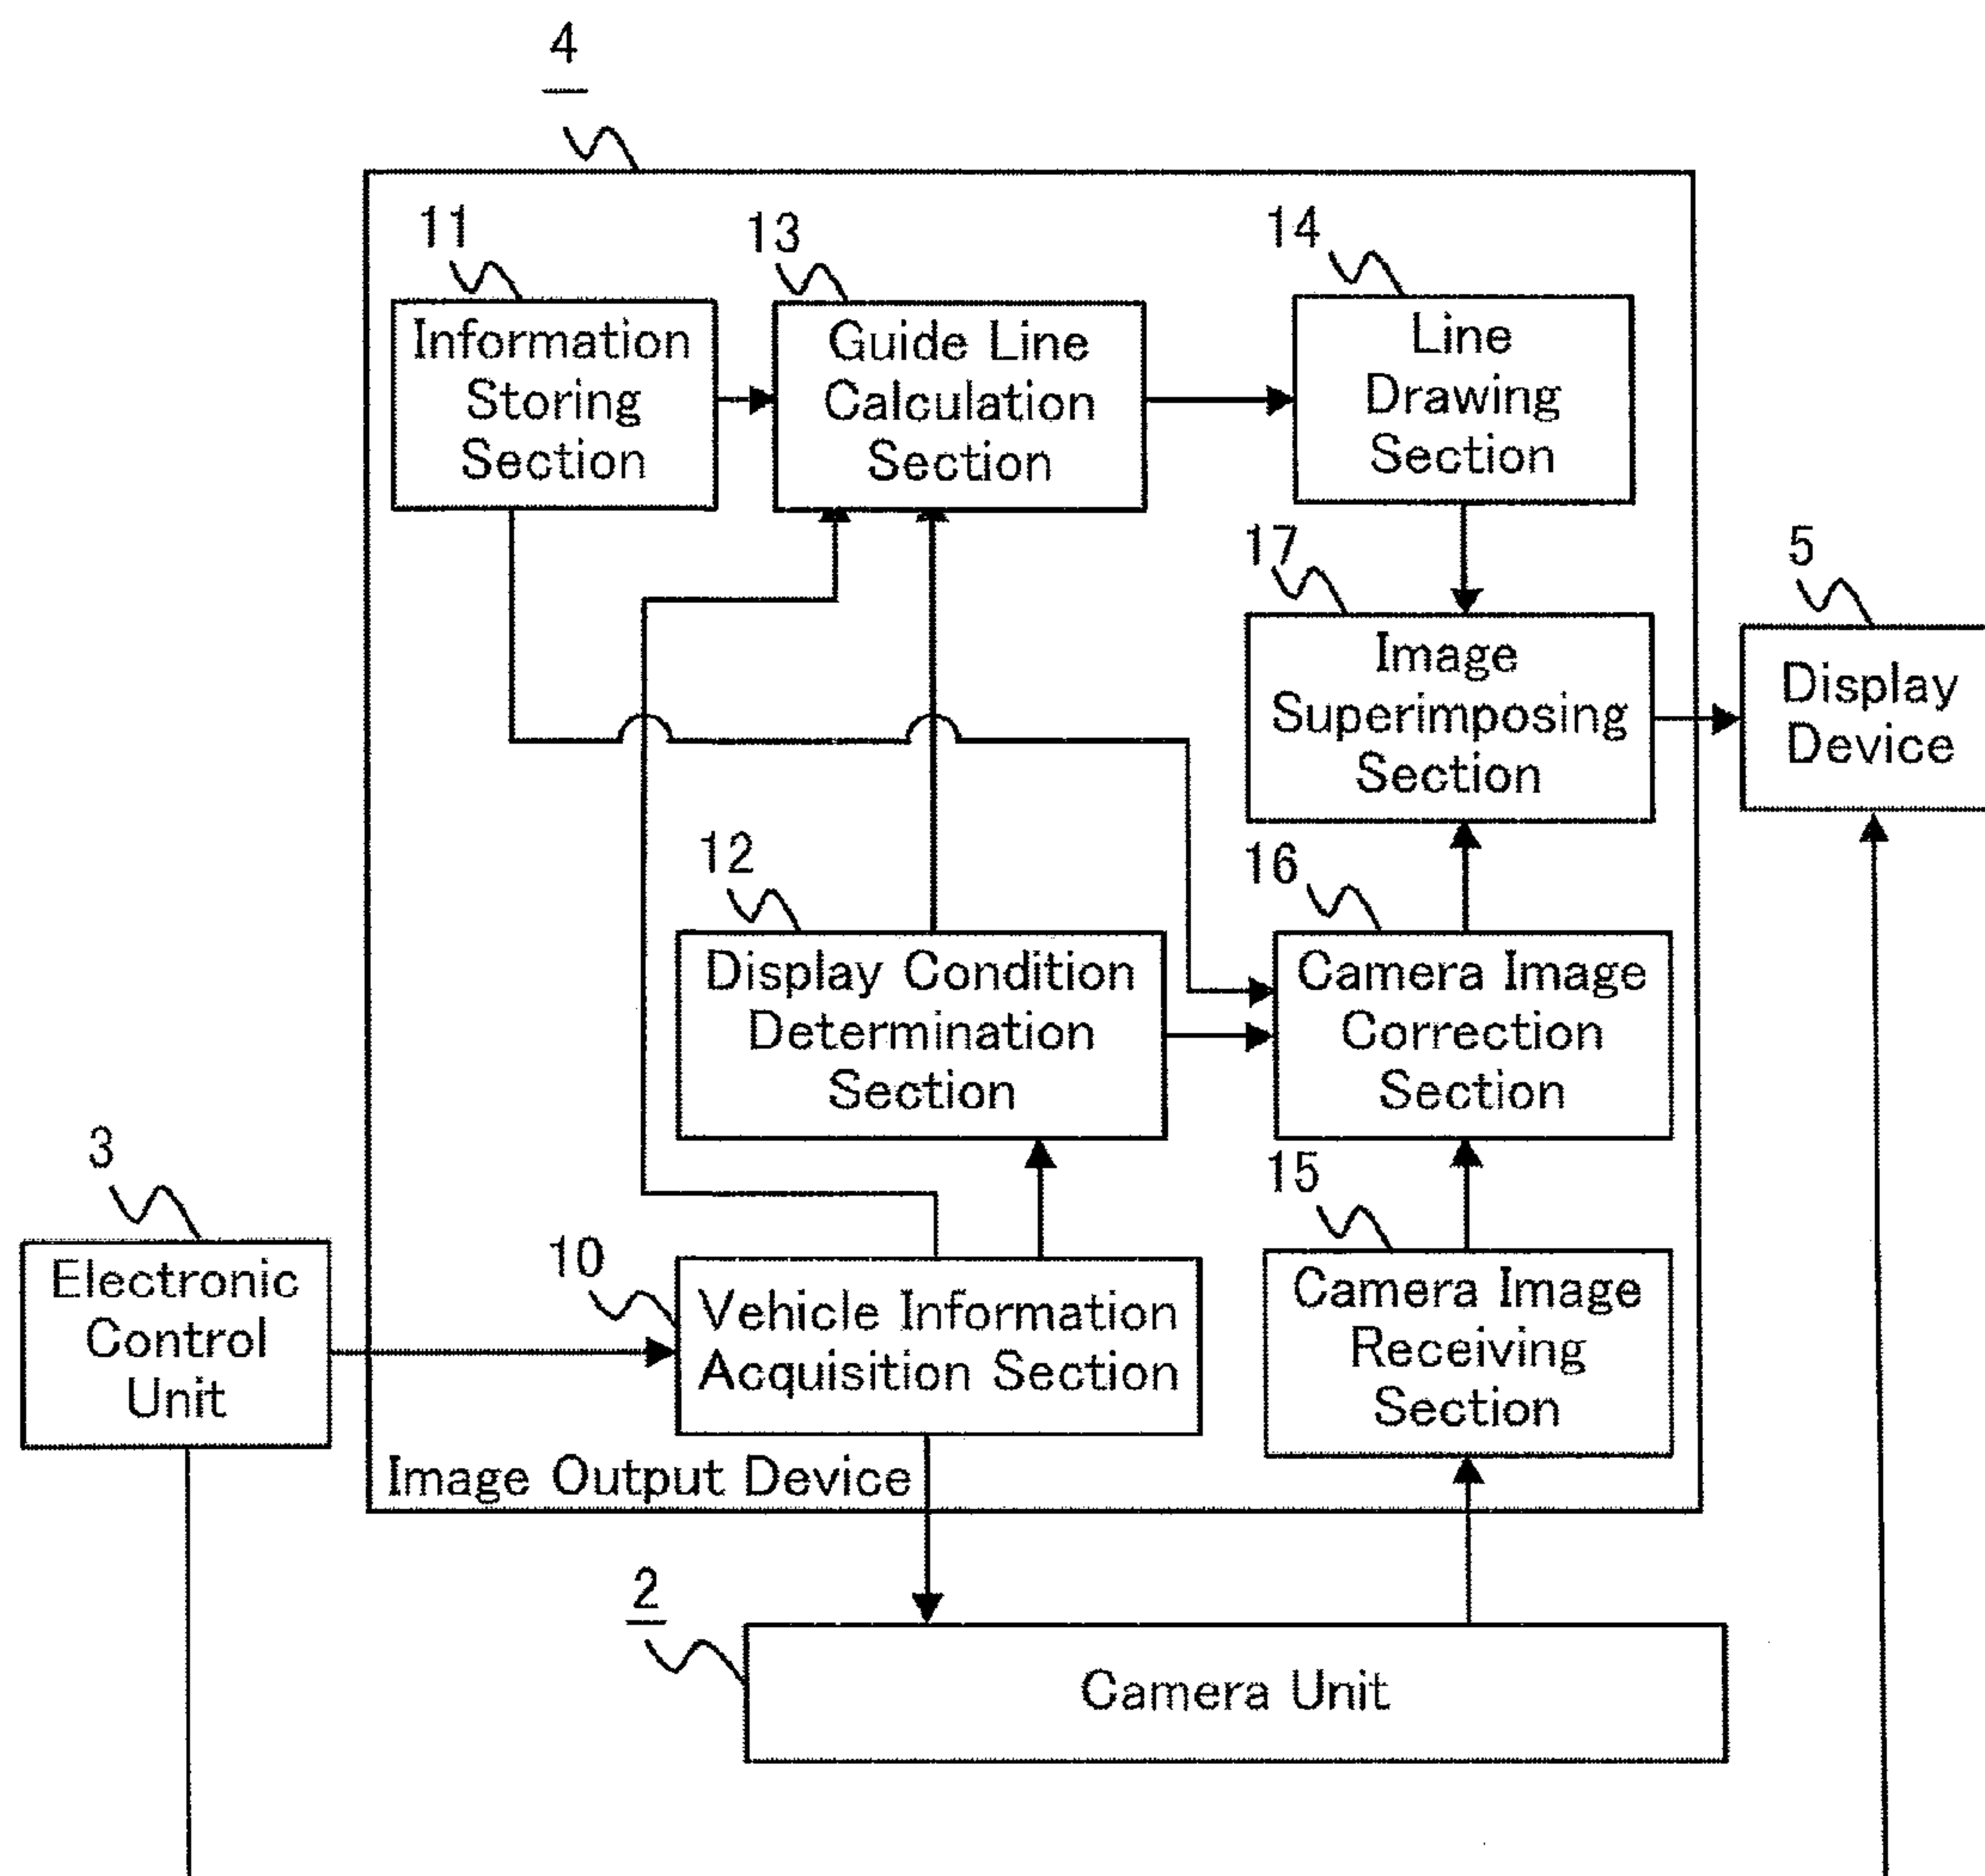 4
11
Information
Storing
Section
13
Guide Line
Calculation
Section
14
Line
Drawing
Section
17
Image
Superimposing
Section
5
Display
Device
12
Display Condition
Determination
Section
16
Camera Image
Correction
Section
3
Electronic
Control
Unit
10
Vehicle Information
Acquisition Section
15
Camera Image
Receiving
Section
Image Output Device
2
Camera Unit